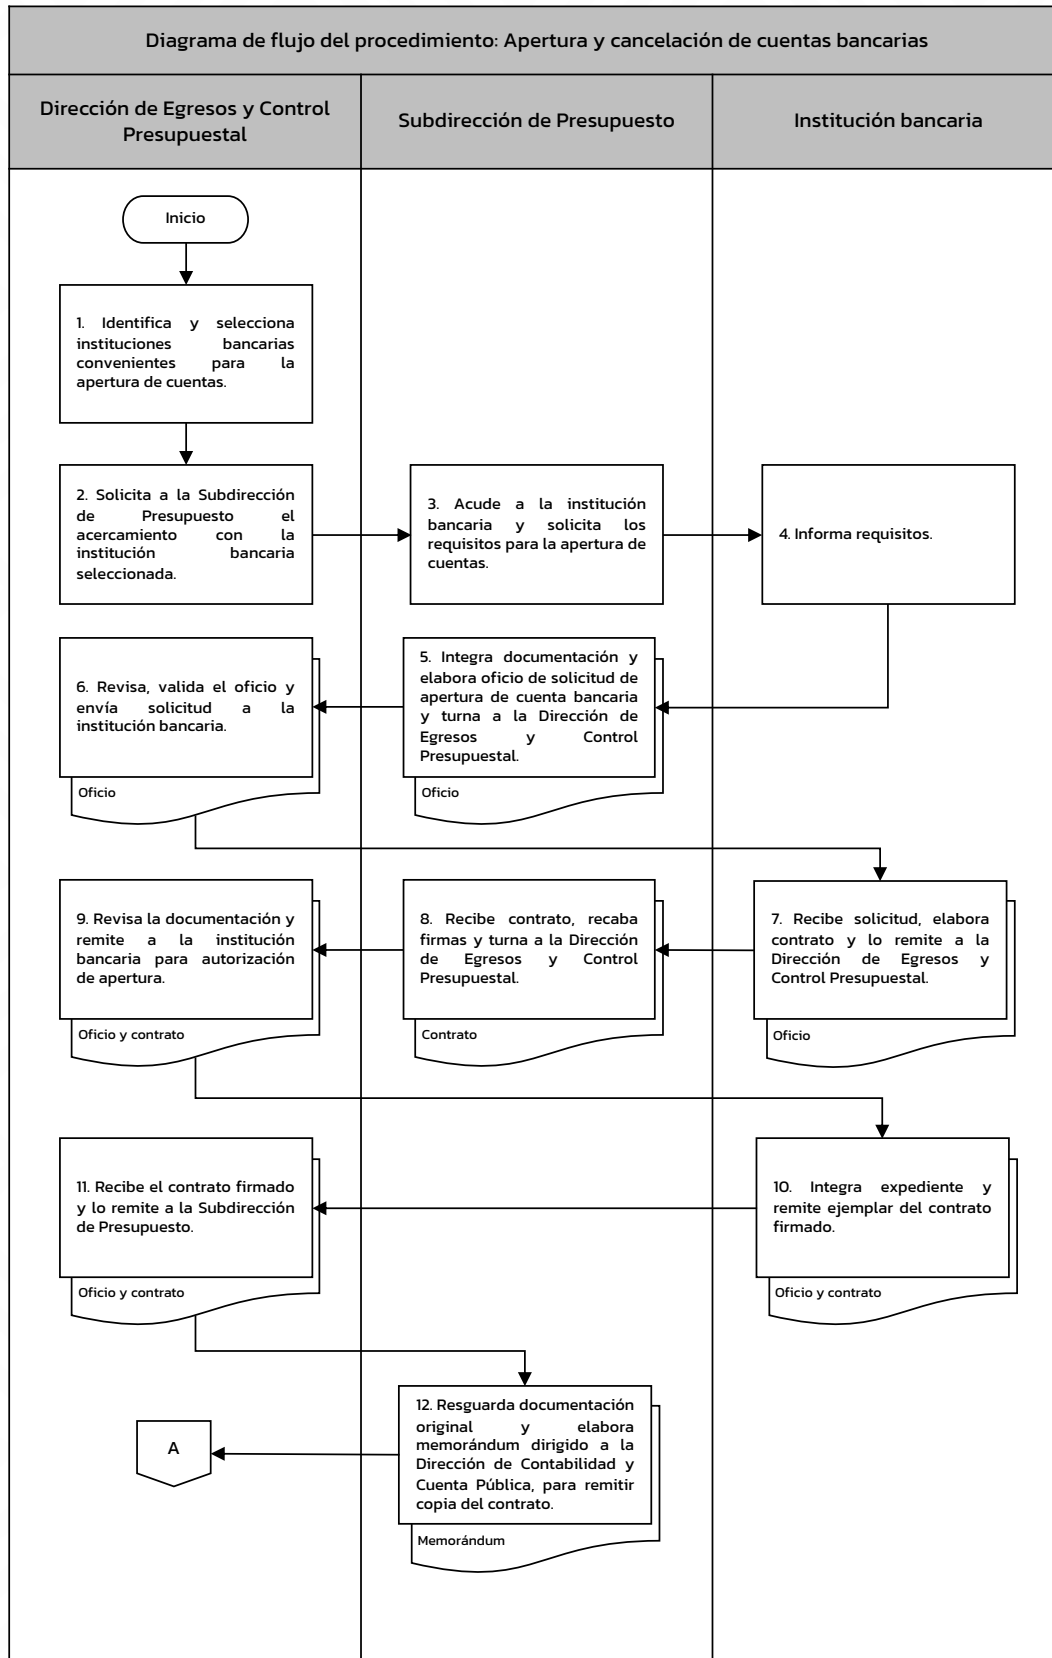 Diagrama de flujo del procedimiento: Apertura y cancelación de cuentas bancarias
Dirección de Egresos y Control
Presupuestal
Subdirección de Presupuesto
Institución bancaria
Inicio
1. Identifica y selecciona
instituciones bancarias
convenientes para la
apertura de cuentas.
2. Solicita a la Subdirección
de Presupuesto el
acercamiento con la
institución bancaria
seleccionada.
3. Acude a la institución
bancaria y solicita los
requisitos para la apertura de
cuentas.
4. Informa requisitos.
5. Integra documentación y
elabora oficio de solicitud de
apertura de cuenta bancaria
y turna a la Dirección de
Egresos y Control
Presupuestal.
Oficio
6. Revisa, valida el oficio y
envía solicitud a la
institución bancaria.
Oficio
7. Recibe solicitud, elabora
contrato y lo remite a la
Dirección de Egresos y
Control Presupuestal.
Oficio
8. Recibe contrato, recaba
firmas y turna a la Dirección
de Egresos y Control
Presupuestal.
Contrato
9. Revisa la documentación y
remite a la institución
bancaria para autorización
de apertura.
Oficio y contrato
10. Integra expediente y
remite ejemplar del contrato
firmado.
Oficio y contrato
11. Recibe el contrato firmado
y lo remite a la Subdirección
de Presupuesto.
Oficio y contrato
12. Resguarda documentación
original y elabora
memorándum dirigido a la
Dirección de Contabilidad y
Cuenta Pública, para remitir
copia del contrato.
Memorándum
A